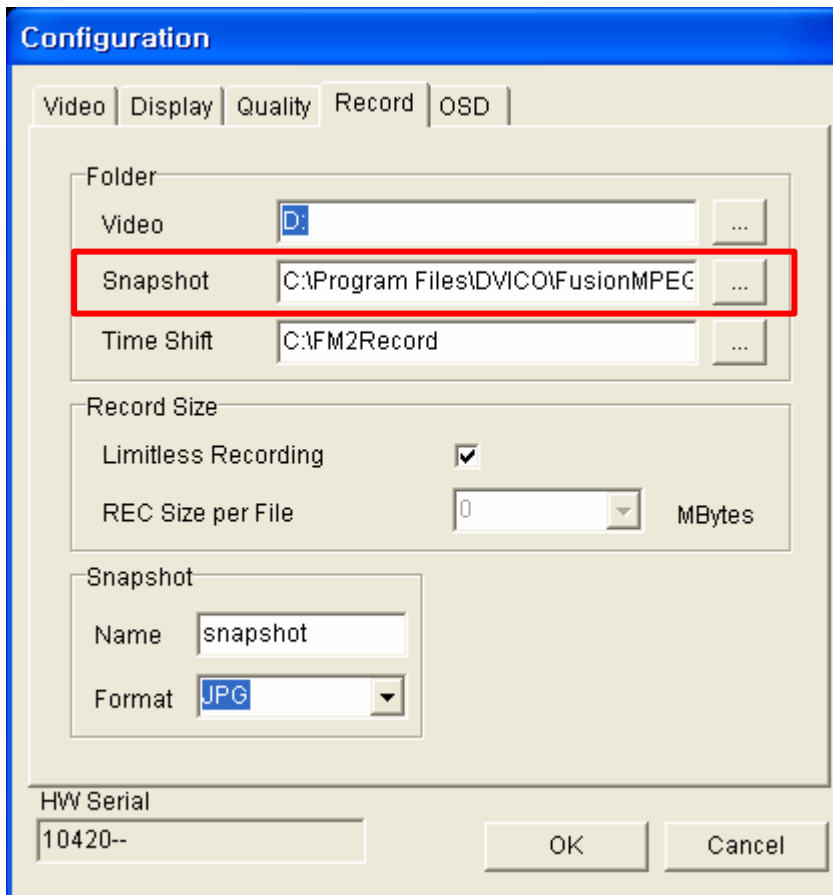 Configuration
Video Display Quality Record OSD
Folder
Video D: ...
Snapshot C:\Program Files\DVICO\FusionMPEG ...
Time Shift C:\FM2Record ...
Record Size
Limitless Recording
REC Size per File 0 MBytes
Snapshot
Name snapshot
Format JPG
HW Serial
10420--
OK Cancel